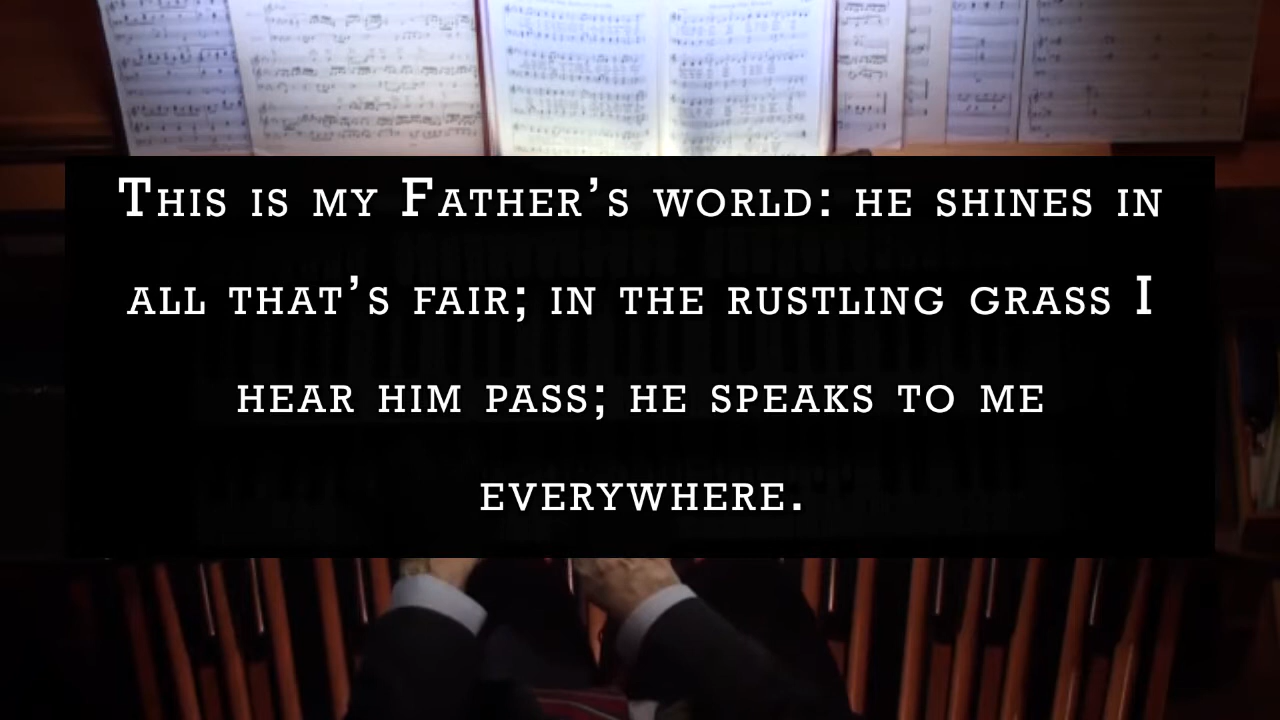 This is my Father’s world: he shines in
all that’s fair; in the rustling grass I
hear him pass; he speaks to me
everywhere.